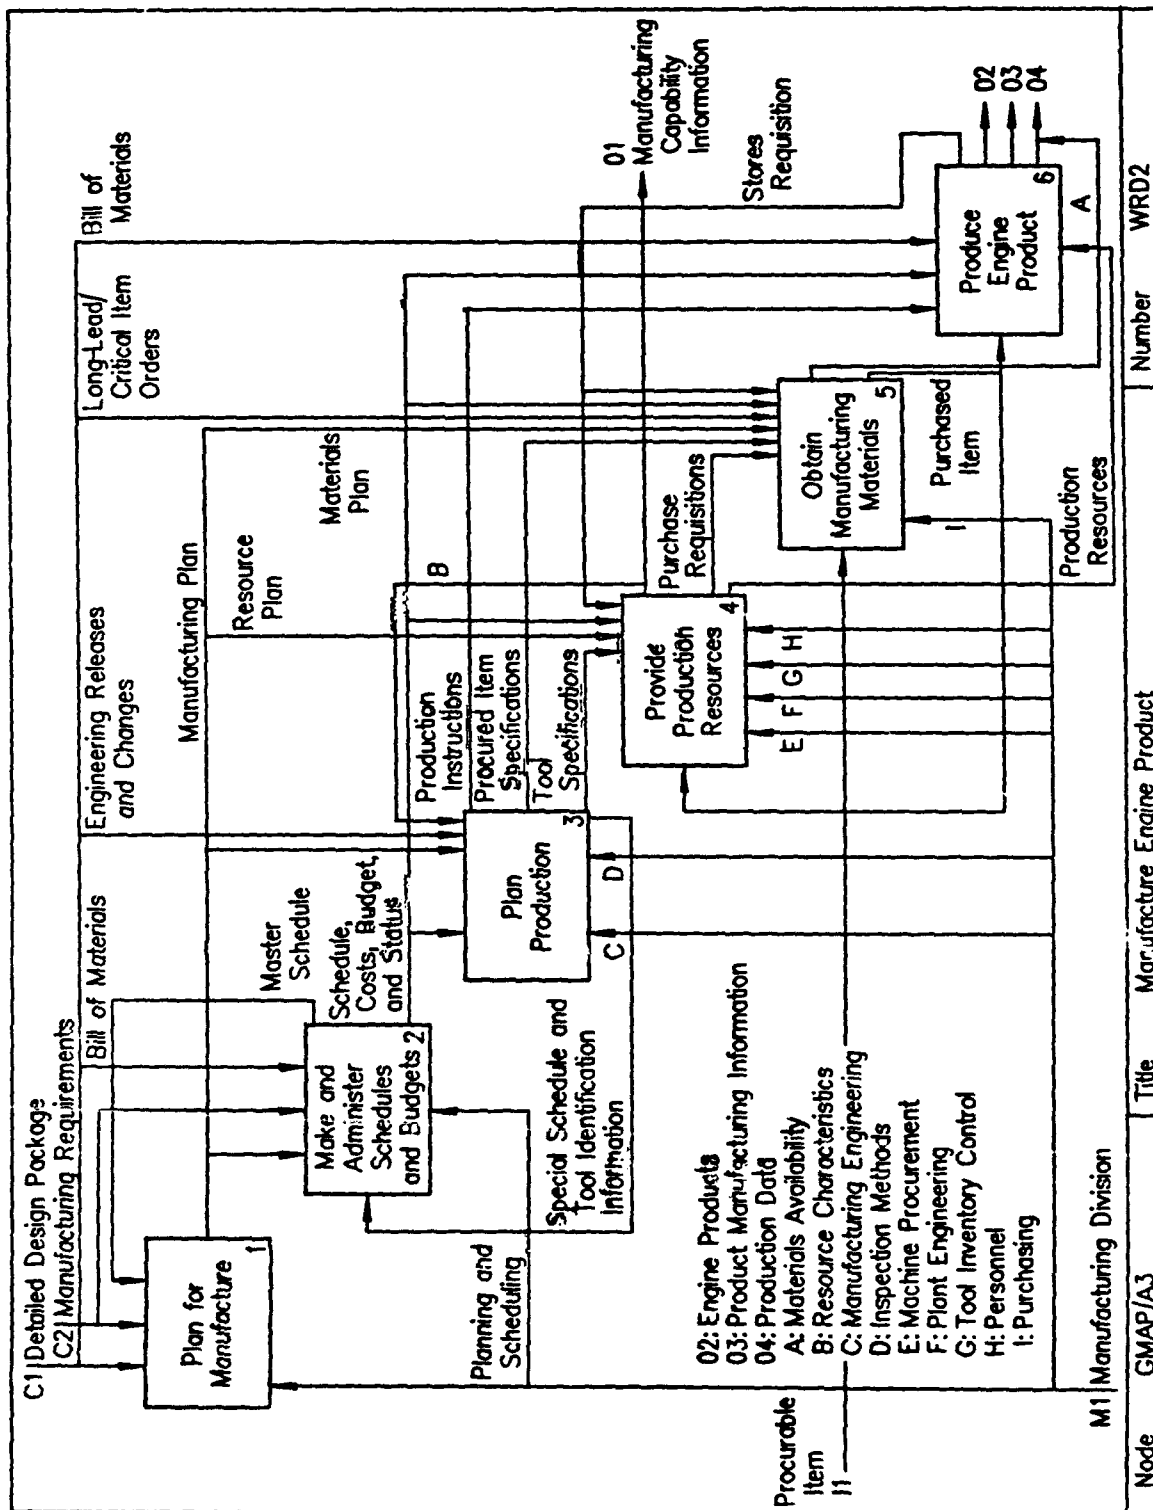 C1 Detailed Design Package
C2 Manufacturing Requirements
Bill of Materials
Engineering Releases
and Changes
Long-Lead/
Critical Item
Orders
Bill of
Materials
Manufacturing Plan
Master
Schedule
Resource
Plan
Materials
Plan
Plan for
Manufacture
1
Make and
Administer
Schedules
and Budgets 2
Schedule,
Costs, Budget,
and Status
B
Production
Instructions
Procured Item
Specifications
Tool
Specifications
Plan
Production
3
Special Schedule and
Tool Identification
Information
C
D
Planning and
Scheduling
01
Manufacturing
Capability
Information
Stores
Requisition
Provide
Production
Resources
4
Purchase
Requisitions
E
F
G
H
Obtain
Manufacturing
Materials
5
Purchased
Item
I
Production
Resources
Produce
Engine
Product
6
02
03
04
A
Procurable
Item
I1
02: Engine Products
03: Product Manufacturing Information
04: Production Data
A: Materials Availability
B: Resource Characteristics
C: Manufacturing Engineering
D: Inspection Methods
E: Machine Procurement
F: Plant Engineering
G: Tool Inventory Control
H: Personnel
I: Purchasing
M1 Manufacturing Division
Node GMAP/A3 Title Manufacture Engine Product Number WRD2